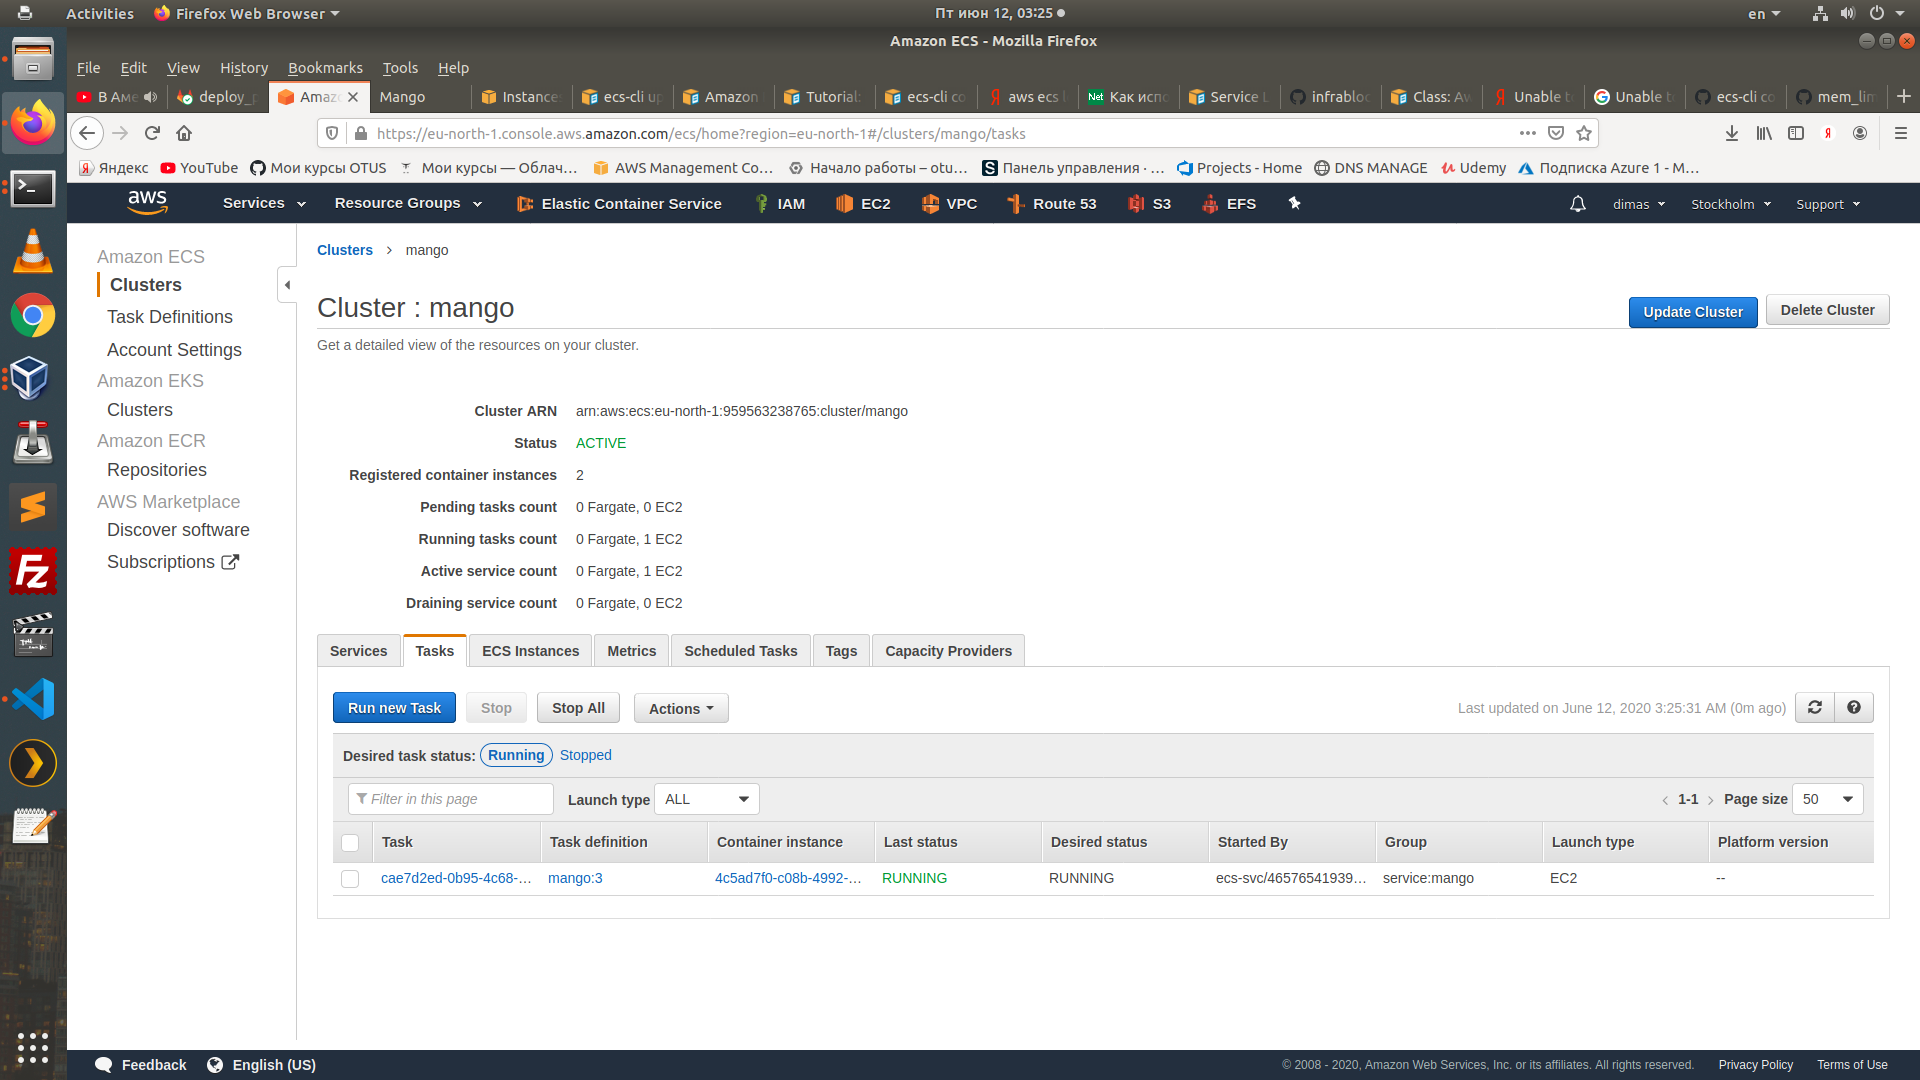 Activities Firefox Web Browser Пт июн 12, 03:25 en
Amazon ECS - Mozilla Firefox
File Edit View History Bookmarks Tools Help
В Аме deploy_ Amaz Mango Instance ecs-cli up Amazon Tutorial: ecs-cli co aws ecs Как исп Service infrablo Class: Aw Unable t Unable t ecs-cli co mem_lim
https://eu-north-1.console.aws.amazon.com/ecs/home?region=eu-north-1#/clusters/mango/tasks
Яндекс YouTube Мои курсы OTUS Мои курсы — Облач… AWS Management Co… Начало работы – otu… Панель управления · … Projects - Home DNS MANAGE Udemy Подписка Azure 1 - M…
aws Services Resource Groups Elastic Container Service IAM EC2 VPC Route 53 S3 EFS dimas Stockholm Support
Amazon ECS
Clusters
Task Definitions
Account Settings
Amazon EKS
Clusters
Amazon ECR
Repositories
AWS Marketplace
Discover software
Subscriptions
Clusters > mango
Cluster : mango
Update Cluster Delete Cluster
Get a detailed view of the resources on your cluster.
Cluster ARN arn:aws:ecs:eu-north-1:959563238765:cluster/mango
Status ACTIVE
Registered container instances 2
Pending tasks count 0 Fargate, 0 EC2
Running tasks count 0 Fargate, 1 EC2
Active service count 0 Fargate, 1 EC2
Draining service count 0 Fargate, 0 EC2
Services Tasks ECS Instances Metrics Scheduled Tasks Tags Capacity Providers
Run new Task Stop Stop All Actions Last updated on June 12, 2020 3:25:31 AM (0m ago)
Desired task status: Running Stopped
Filter in this page Launch type ALL 1-1 Page size 50
Task Task definition Container instance Last status Desired status Started By Group Launch type Platform version
cae7d2ed-0b95-4c68-… mango:3 4c5ad7f0-c08b-4992-… RUNNING RUNNING ecs-svc/46576541939… service:mango EC2 --
Feedback English (US) © 2008 - 2020, Amazon Web Services, Inc. or its affiliates. All rights reserved. Privacy Policy Terms of Use